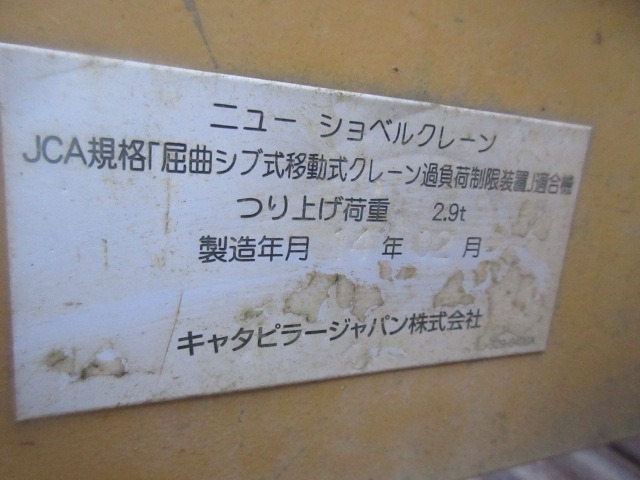 ニュー ショベルクレーン
JCA規格「屈曲ジブ式移動式クレーン過負荷制限装置」適合機
つり上げ荷重 2.9t
製造年月 年 月
キャタピラージャパン株式会社